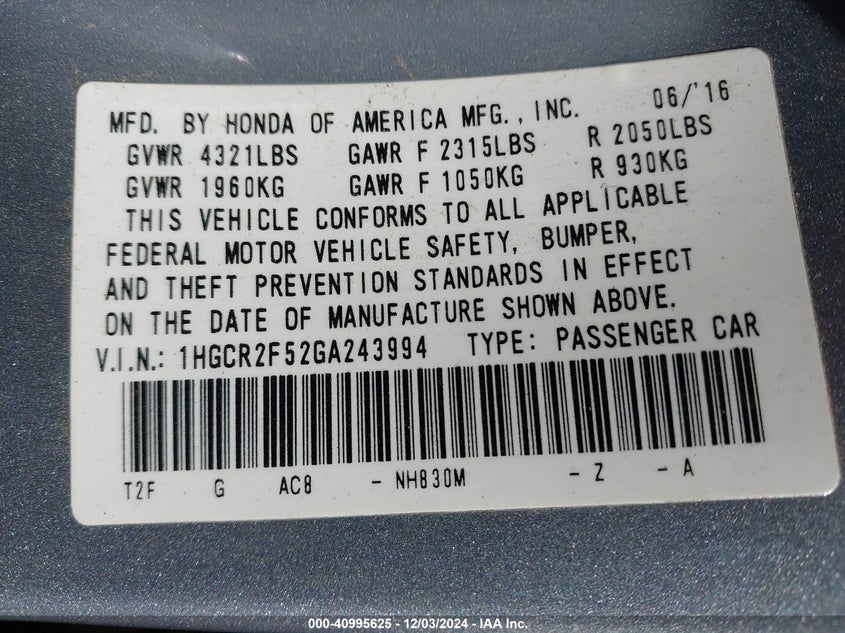 MFD. BY HONDA OF AMERICA MFG., INC. 06/'16
GVWR 4321LBS GAWR F 2315LBS R 2050LBS
GVWR 1960KG GAWR F 1050KG R 930KG
THIS VEHICLE CONFORMS TO ALL APPLICABLE
FEDERAL MOTOR VEHICLE SAFETY, BUMPER,
AND THEFT PREVENTION STANDARDS IN EFFECT
ON THE DATE OF MANUFACTURE SHOWN ABOVE.
V.I.N.: 1HGCR2F52GA243994 TYPE: PASSENGER CAR
T2F G AC8 - NH830M - Z - A
000-40995625 - 12/03/2024 - IAA Inc.